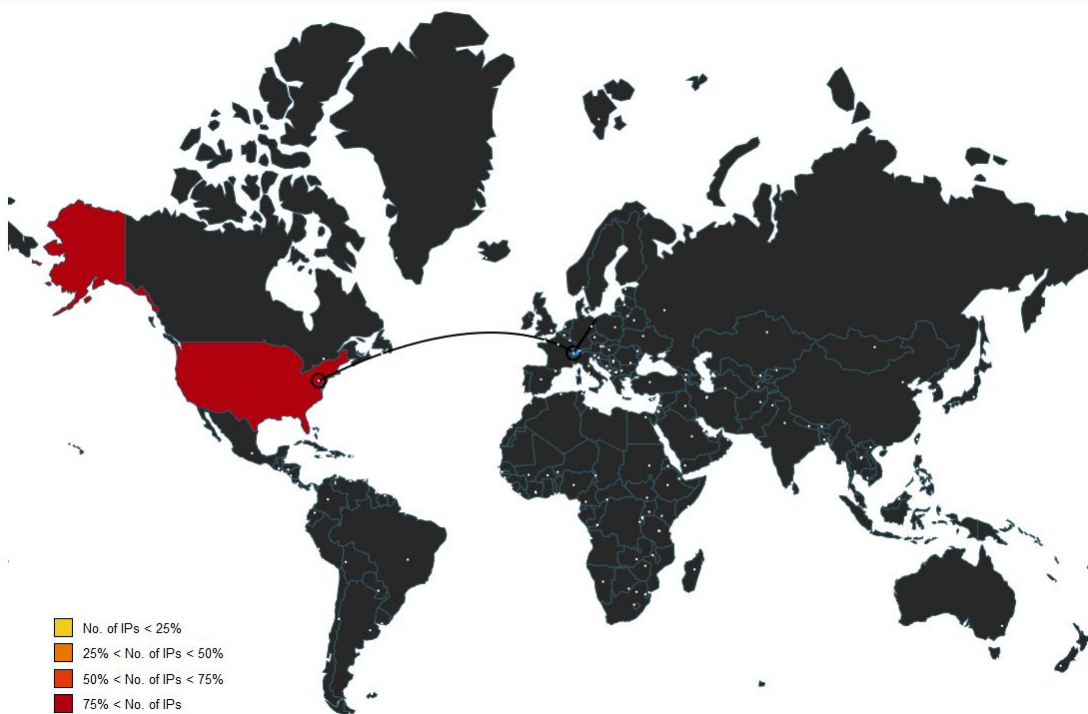 No. of IPs < 25%
25% < No. of IPs < 50%
50% < No. of IPs < 75%
75% < No. of IPs